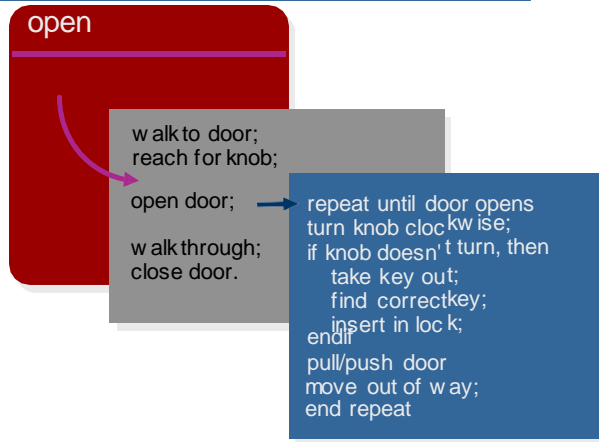 open
walk to door;
reach for knob;
open door;
walk through;
close door.
repeat until door opens
turn knob clockwise;
if knob doesn't turn, then
take key out;
find correct key;
insert in lock;
endif
pull/push door
move out of way;
end repeat